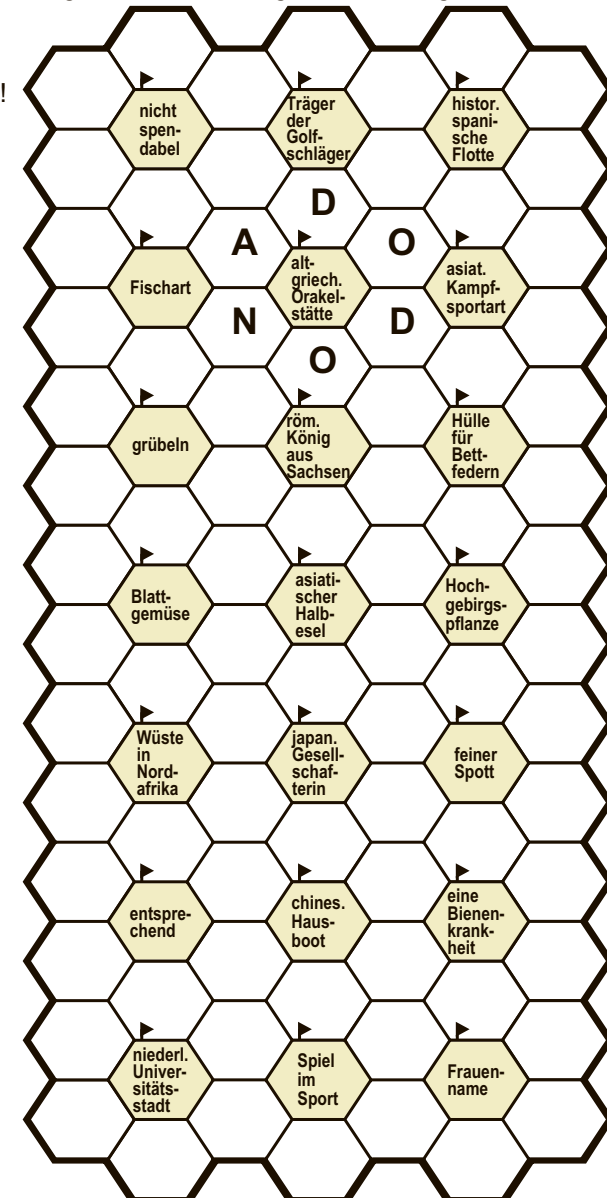 !
nicht
spen-
dabel
Träger
der
Golf-
schläger
histor.
spani-
sche
Flotte
D
A
O
Fischart
alt-
griech.
Orakel-
stätte
asiat.
Kampf-
sportart
N
D
O
grübeln
röm.
König
aus
Sachsen
Hülle
für
Bett-
federn
Blatt-
gemüse
asiati-
scher
Halb-
esel
Hoch-
gebirgs-
pflanze
Wüste
in
Nord-
afrika
japan.
Gesell-
schaf-
terin
feiner
Spott
entspre-
chend
chines.
Haus-
boot
eine
Bienen-
krank-
heit
niederl.
Univer-
sitäts-
stadt
Spiel
im
Sport
Frauen-
name